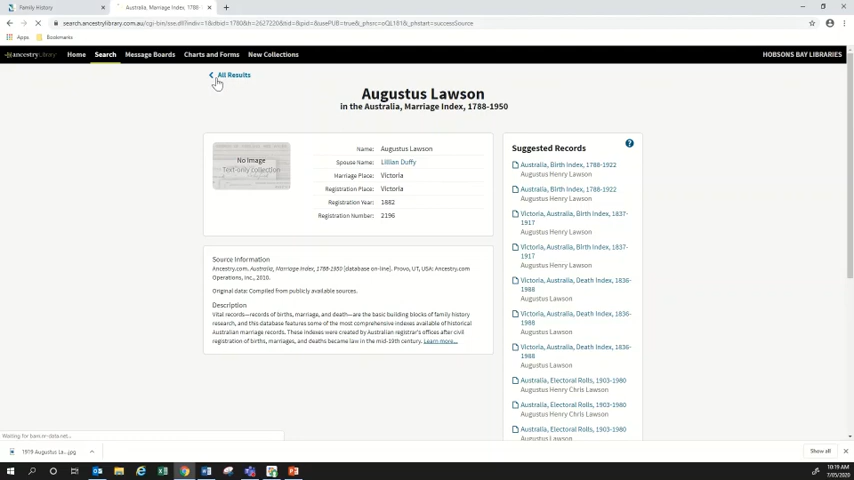 Family History
Australia, Marriage Index, 1788-
search.ancestrylibrary.com.au/cgi-bin/sse.dll?indiv=1&dbid=1780&h=2627220&tid=&pid=&usePUB=true&_phsrc=oQL181&_phstart=successSource
Apps Bookmarks
ancestryLibrary Home Search Message Boards Charts and Forms New Collections HOBSONS BAY LIBRARIES
All Results
Augustus Lawson
in the Australia, Marriage Index, 1788-1950
No Image
Text-only collection
Name: Augustus Lawson
Spouse Name: Lillian Duffy
Marriage Place: Victoria
Registration Place: Victoria
Registration Year: 1882
Registration Number: 2196
Source Information
Ancestry.com. Australia, Marriage Index, 1788-1950 [database on-line]. Provo, UT, USA: Ancestry.com
Operations, Inc., 2010.
Original data: Compiled from publicly available sources.
Description
Vital records—records of births, marriage, and death—are the basic building blocks of family history
research, and this database features some of the most comprehensive indexes available of historical
Australian marriage records. These indexes were created by Australian registrar's offices after civil
registration of births, marriages, and deaths became law in the mid-19th century. Learn more...
Suggested Records ?
Australia, Birth Index, 1788-1922
Augustus Henry Lawson
Australia, Birth Index, 1788-1922
Augustus Henry Lawson
Victoria, Australia, Birth Index, 1837-
1917
Augustus Henry Lawson
Victoria, Australia, Birth Index, 1837-
1917
Augustus Henry Lawson
Victoria, Australia, Death Index, 1836-
1988
Augustus Lawson
Victoria, Australia, Death Index, 1836-
1988
Augustus Lawson
Victoria, Australia, Death Index, 1836-
1988
Augustus Lawson
Australia, Electoral Rolls, 1903-1980
Augustus Henry Chris Lawson
Australia, Electoral Rolls, 1903-1980
Augustus Henry Chris Lawson
Australia, Electoral Rolls, 1903-1980
Augustus Lawson
Waiting for bam.nr-data.net...
1919 Augustus La....jpg
Show all
10:19 AM
7/05/2020